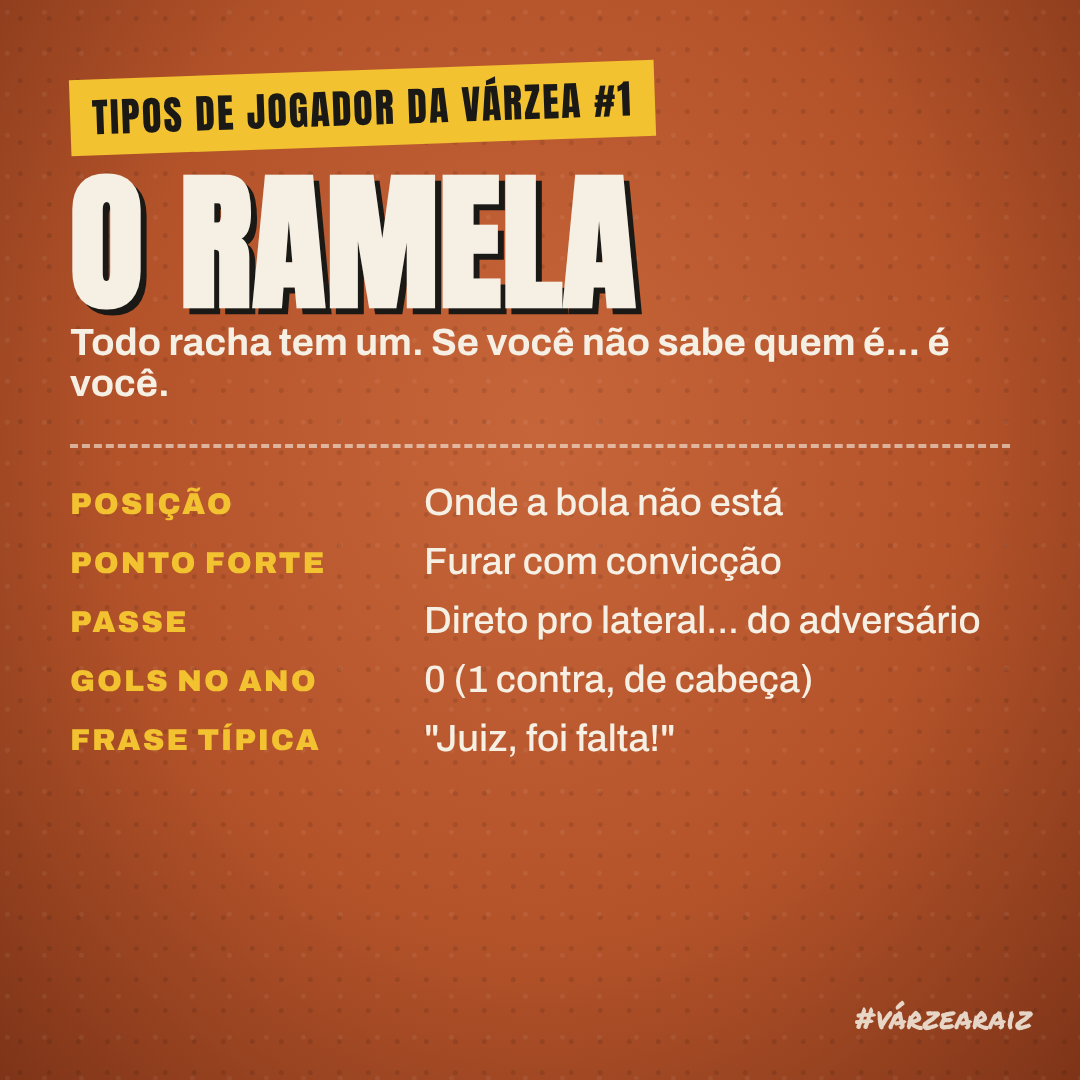 TIPOS DE JOGADOR DA VÁRZEA #1
O RAMELA
Todo racha tem um. Se você não sabe quem é... é
você.
POSIÇÃO Onde a bola não está
PONTO FORTE Furar com convicção
PASSE Direto pro lateral... do adversário
GOLS NO ANO 0 (1 contra, de cabeça)
FRASE TÍPICA "Juiz, foi falta!"
#VÁRZEARAIZ